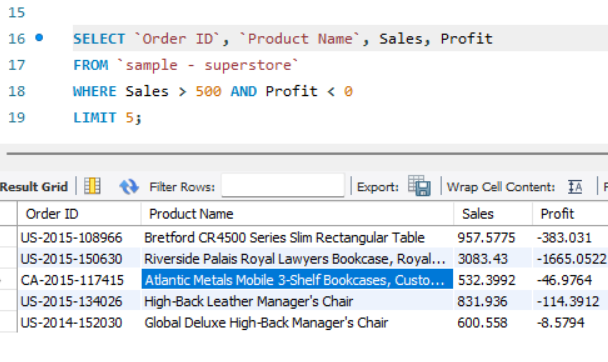 15
16 SELECT `Order ID`, `Product Name`, Sales, Profit
17 FROM `sample - superstore`
18 WHERE Sales > 500 AND Profit < 0
19 LIMIT 5;
Result Grid Filter Rows: Export: Wrap Cell Content: IA F
Order ID Product Name Sales Profit
US-2015-108966 Bretford CR4500 Series Slim Rectangular Table 957.5775 -383.031
US-2015-150630 Riverside Palais Royal Lawyers Bookcase, Royal... 3083.43 -1665.0522
CA-2015-117415 Atlantic Metals Mobile 3-Shelf Bookcases, Custo... 532.3992 -46.9764
US-2015-134026 High-Back Leather Manager's Chair 831.936 -114.3912
US-2014-152030 Global Deluxe High-Back Manager's Chair 600.558 -8.5794